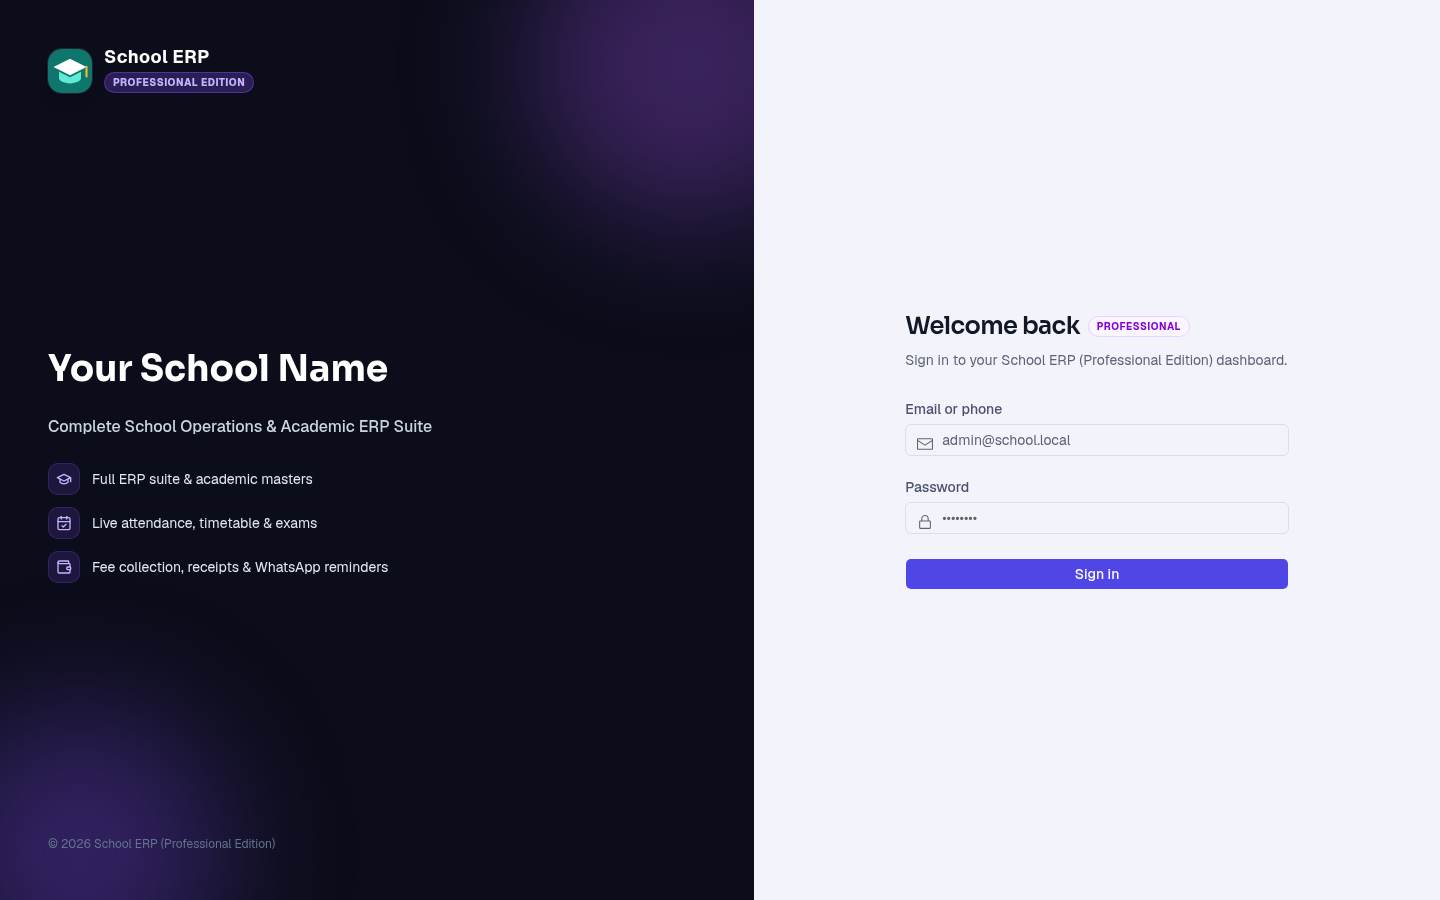 School ERP
PROFESSIONAL EDITION
Your School Name
Complete School Operations & Academic ERP Suite
Full ERP suite & academic masters
Live attendance, timetable & exams
Fee collection, receipts & WhatsApp reminders
© 2026 School ERP (Professional Edition)
Welcome back PROFESSIONAL
Sign in to your School ERP (Professional Edition) dashboard.
Email or phone
admin@school.local
Password
••••••••
Sign in